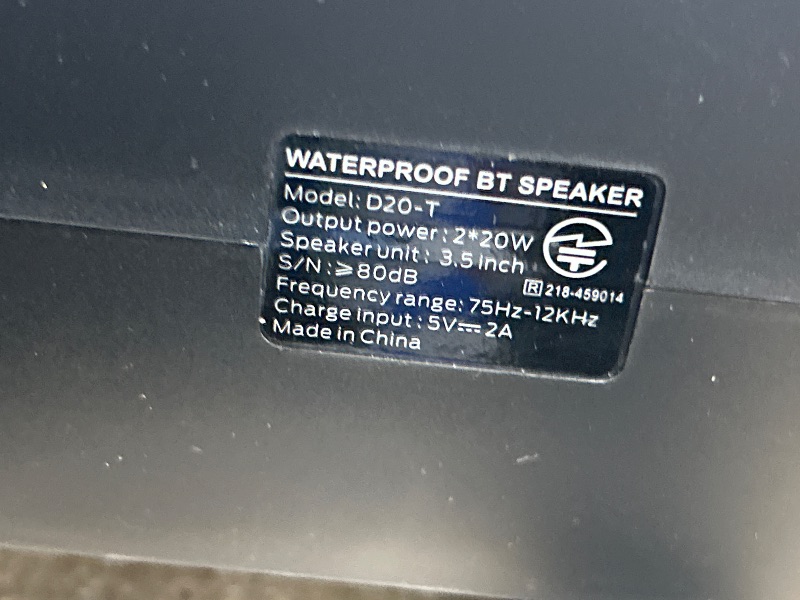 WATERPROOF BT SPEAKER
Model: D20-T
Output power: 2*20W
Speaker unit: 3.5 inch
S/N: ⩾80dB
R 218-459014
Frequency range: 75Hz-12KHz
Charge input: 5V⎓2A
Made in China